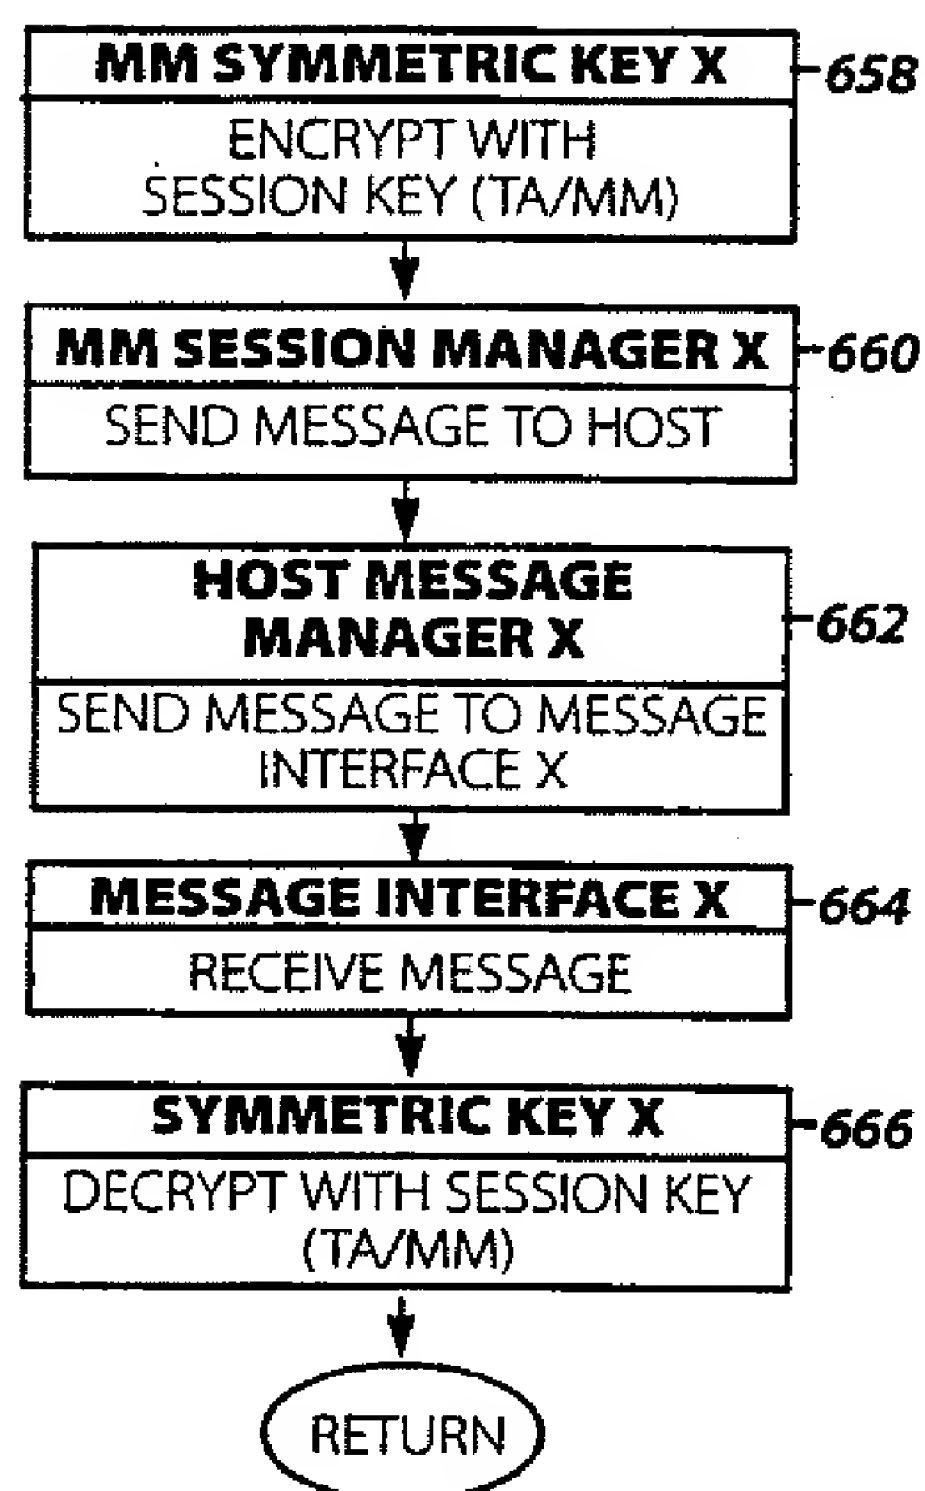 MM SYMMETRIC KEY X
658
ENCRYPT WITH
SESSION KEY (TA/MM)
MM SESSION MANAGER X
660
SEND MESSAGE TO HOST
HOST MESSAGE
MANAGER X
662
SEND MESSAGE TO MESSAGE
INTERFACE X
MESSAGE INTERFACE X
664
RECEIVE MESSAGE
SYMMETRIC KEY X
666
DECRYPT WITH SESSION KEY
(TA/MM)
RETURN